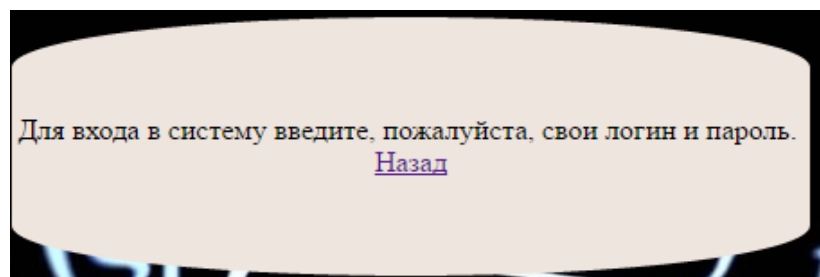 Для входа в систему введите, пожалуйста, свои логин и пароль.
Назад